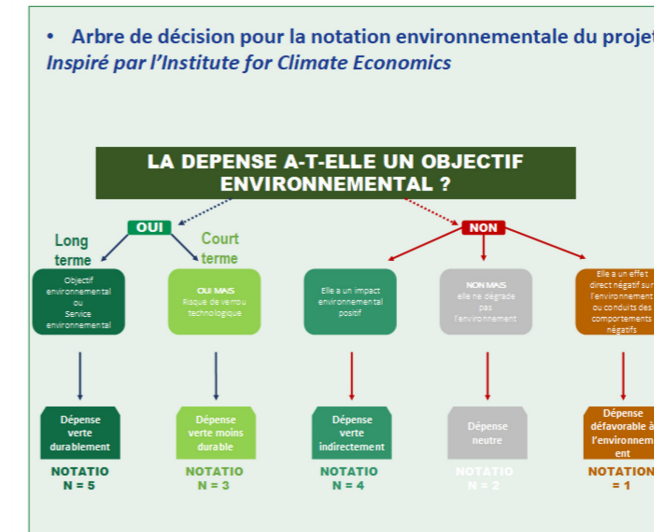 • Arbre de décision pour la notation environnementale du projet
Inspiré par l'Institute for Climate Economics
LA DEPENSE A-T-ELLE UN OBJECTIF
ENVIRONNEMENTAL ?
OUI
NON
Long
terme
Court
terme
Objectif
environnemental
ou
Service
environnemental
OUI MAIS
Risque de verrou
technologique
Elle a un impact
environnemental
positif
NON MAIS
elle ne dégrade
pas
l'environnement
Elle a un effet
direct négatif sur
l'environnement
ou conduits des
comportements
négatifs
Dépense
verte
durablement
Dépense
verte moins
durable
Dépense
verte
indirectement
Dépense
neutre
Dépense
défavorable à
l'environnem
ent
NOTATIO
N = 5
NOTATIO
N = 3
NOTATIO
N = 4
NOTATIO
N = 2
NOTATION
= 1